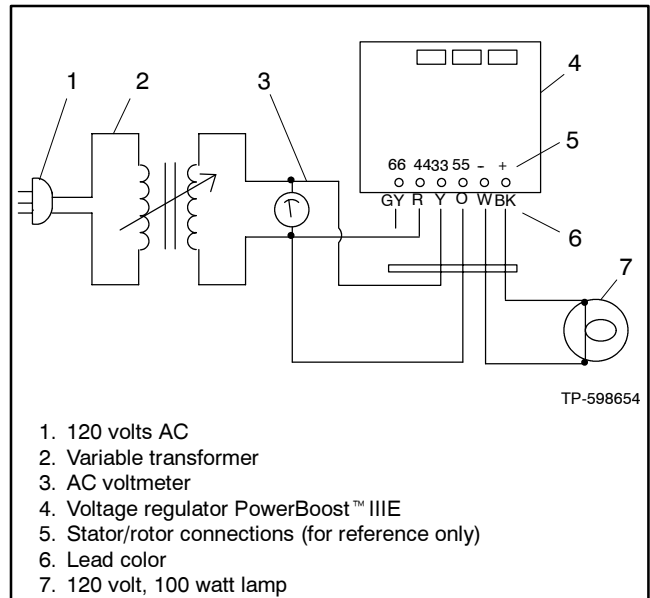 1 2 3 4
5
66 44 33 55 - +
GY R Y O W BK
6
7
TP-598654
1. 120 volts AC
2. Variable transformer
3. AC voltmeter
4. Voltage regulator PowerBoost™ IIIE
5. Stator/rotor connections (for reference only)
6. Lead color
7. 120 volt, 100 watt lamp